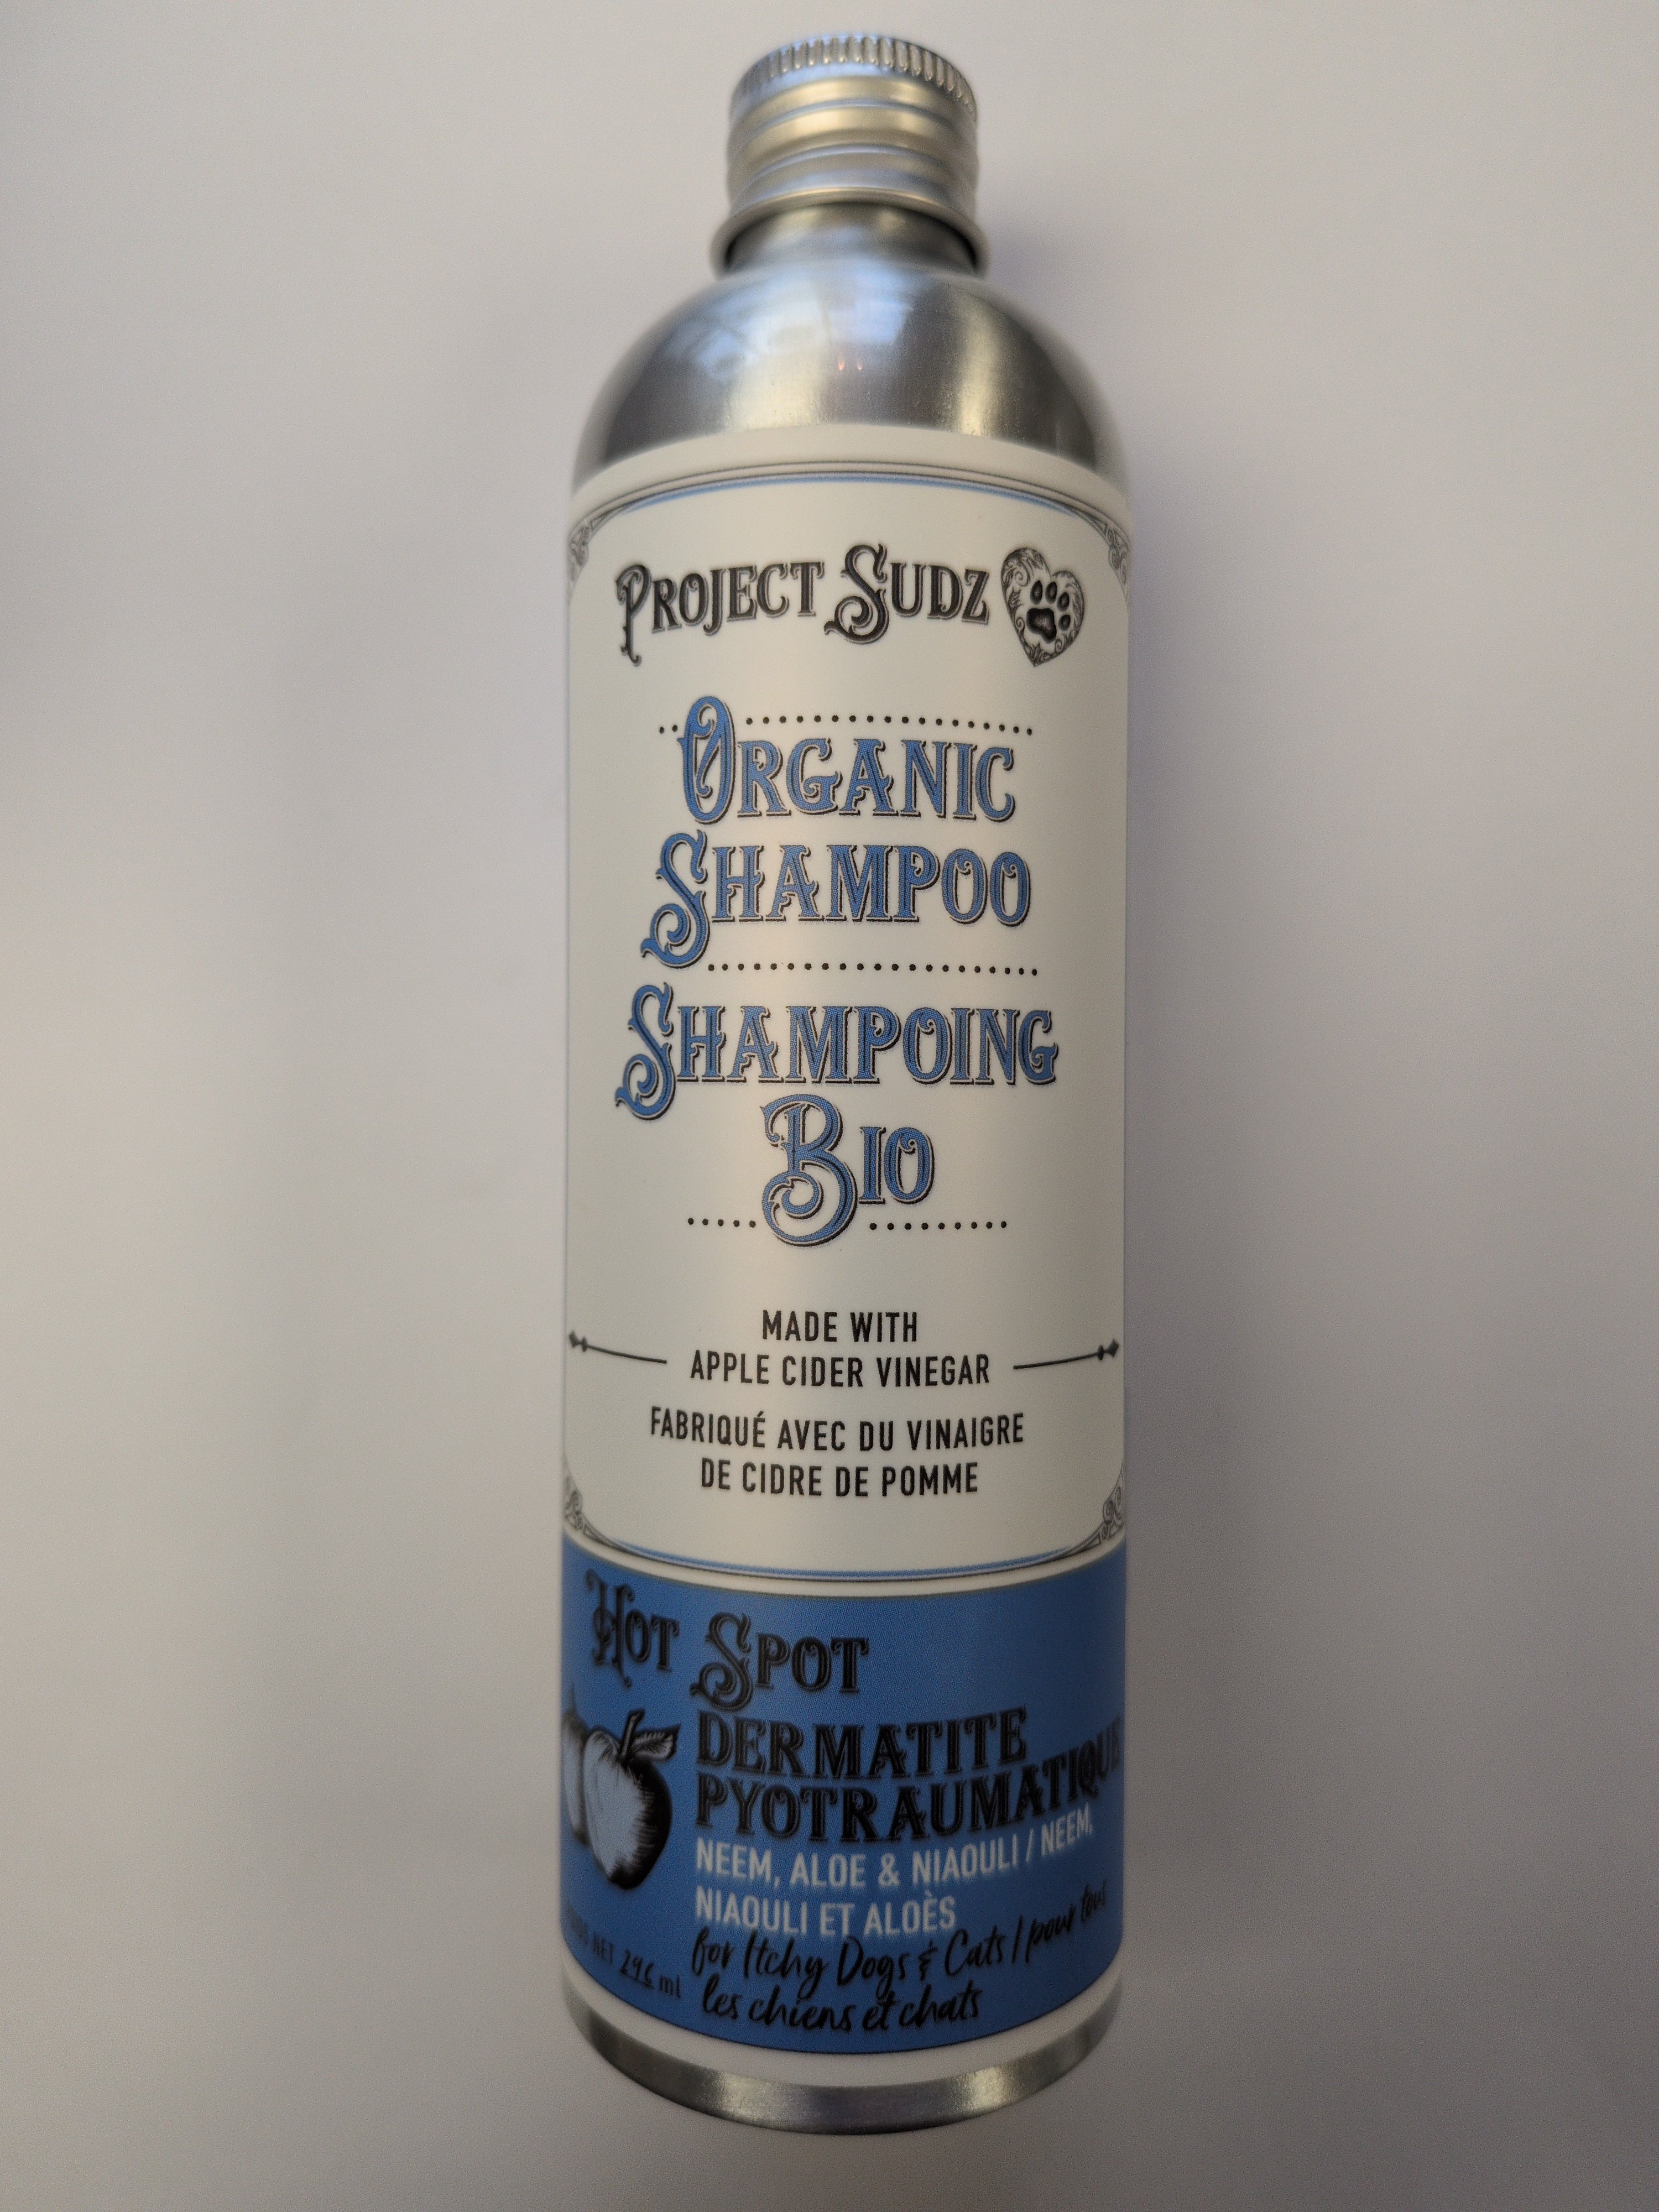 PROJECT SUDZ
ORGANIC
SHAMPOO
SHAMPOING
BIO
MADE WITH
APPLE CIDER VINEGAR
FABRIQUÉ AVEC DU VINAIGRE
DE CIDRE DE POMME
HOT SPOT
DERMATITE
PYOTRAUMATIQUE
NEEM, ALOE & NIAOULI / NEEM,
NIAOULI ET ALOÈS
for Itchy Dogs & Cats / pour tous
les chiens et chats
NET 296 ml